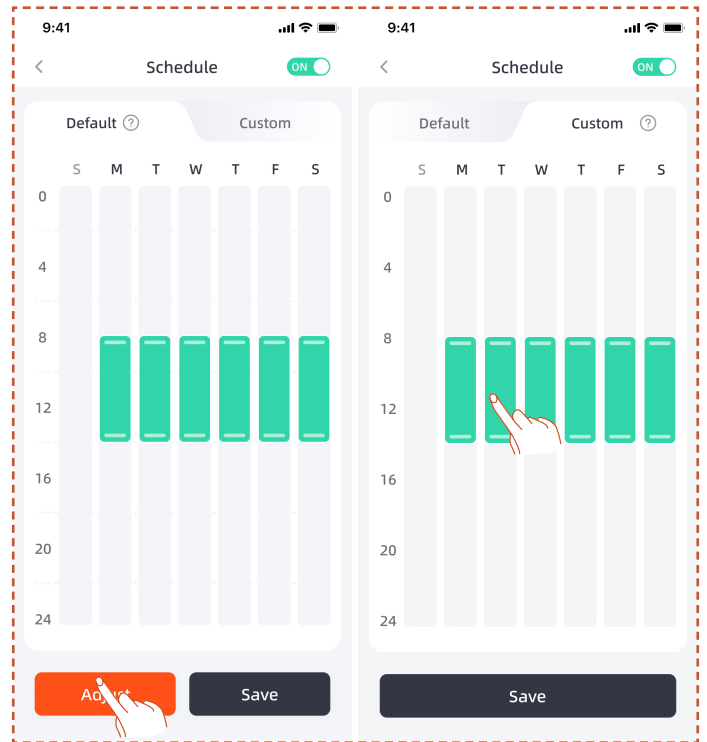 9:41
Schedule
ON
Default ?
Custom
S M T W T F S
0
4
8
12
16
20
24
Save
9:41
Schedule
ON
Default
Custom ?
S M T W T F S
0
4
8
12
16
20
24
Save